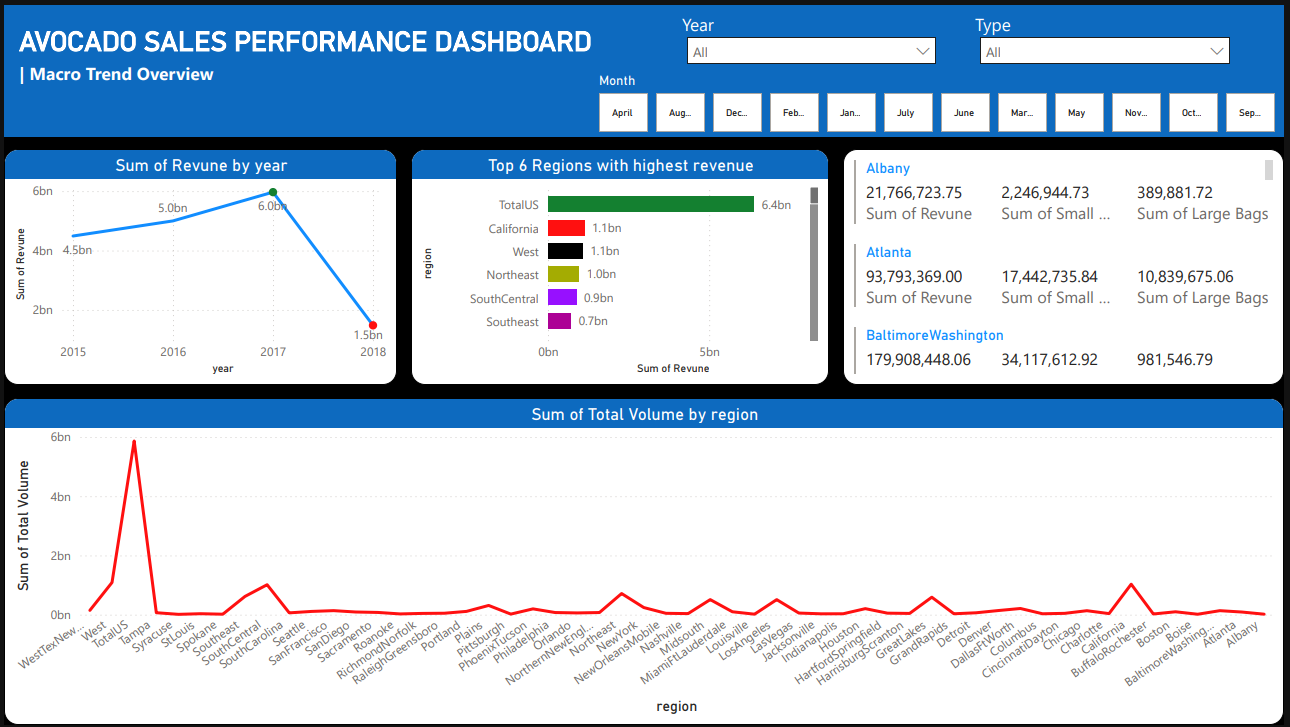 AVOCADO SALES PERFORMANCE DASHBOARD
| Macro Trend Overview
Year
All
Type
All
Month
April
Aug...
Dec...
Feb...
Jan...
July
June
Mar...
May
Nov...
Oct...
Sep...
Sum of Revune by year
Sum of Revune
6bn
4bn
2bn
4.5bn
5.0bn
6.0bn
1.5bn
2015
2016
2017
2018
year
Top 6 Regions with highest revenue
region
TotalUS
6.4bn
California
1.1bn
West
1.1bn
Northeast
1.0bn
SouthCentral
0.9bn
Southeast
0.7bn
0bn
5bn
Sum of Revune
Albany
21,766,723.75 2,246,944.73 389,881.72
Sum of Revune Sum of Small ... Sum of Large Bags
Atlanta
93,793,369.00 17,442,735.84 10,839,675.06
Sum of Revune Sum of Small ... Sum of Large Bags
BaltimoreWashington
179,908,448.06 34,117,612.92 981,546.79
Sum of Total Volume by region
Sum of Total Volume
6bn
4bn
2bn
0bn
WestTexNew...
West
TotalUS
Tampa
Syracuse
StLouis
Spokane
Southeast
SouthCentral
SouthCarolina
Seattle
SanFrancisco
SanDiego
Sacramento
Roanoke
RichmondNorfolk
RaleighGreensboro
Portland
Plains
Pittsburgh
PhoenixTucson
Philadelphia
Orlando
NorthernNewEngl...
Northeast
NewYork
NewOrleansMobile
Nashville
Midsouth
MiamiFtLauderdale
Louisville
LosAngeles
LasVegas
Jacksonville
Indianapolis
Houston
HartfordSpringfield
HarrisburgScranton
GreatLakes
GrandRapids
Detroit
Denver
DallasFtWorth
Columbus
CincinnatiDayton
Chicago
Charlotte
California
BuffaloRochester
Boston
Boise
BaltimoreWashing...
Atlanta
Albany
region